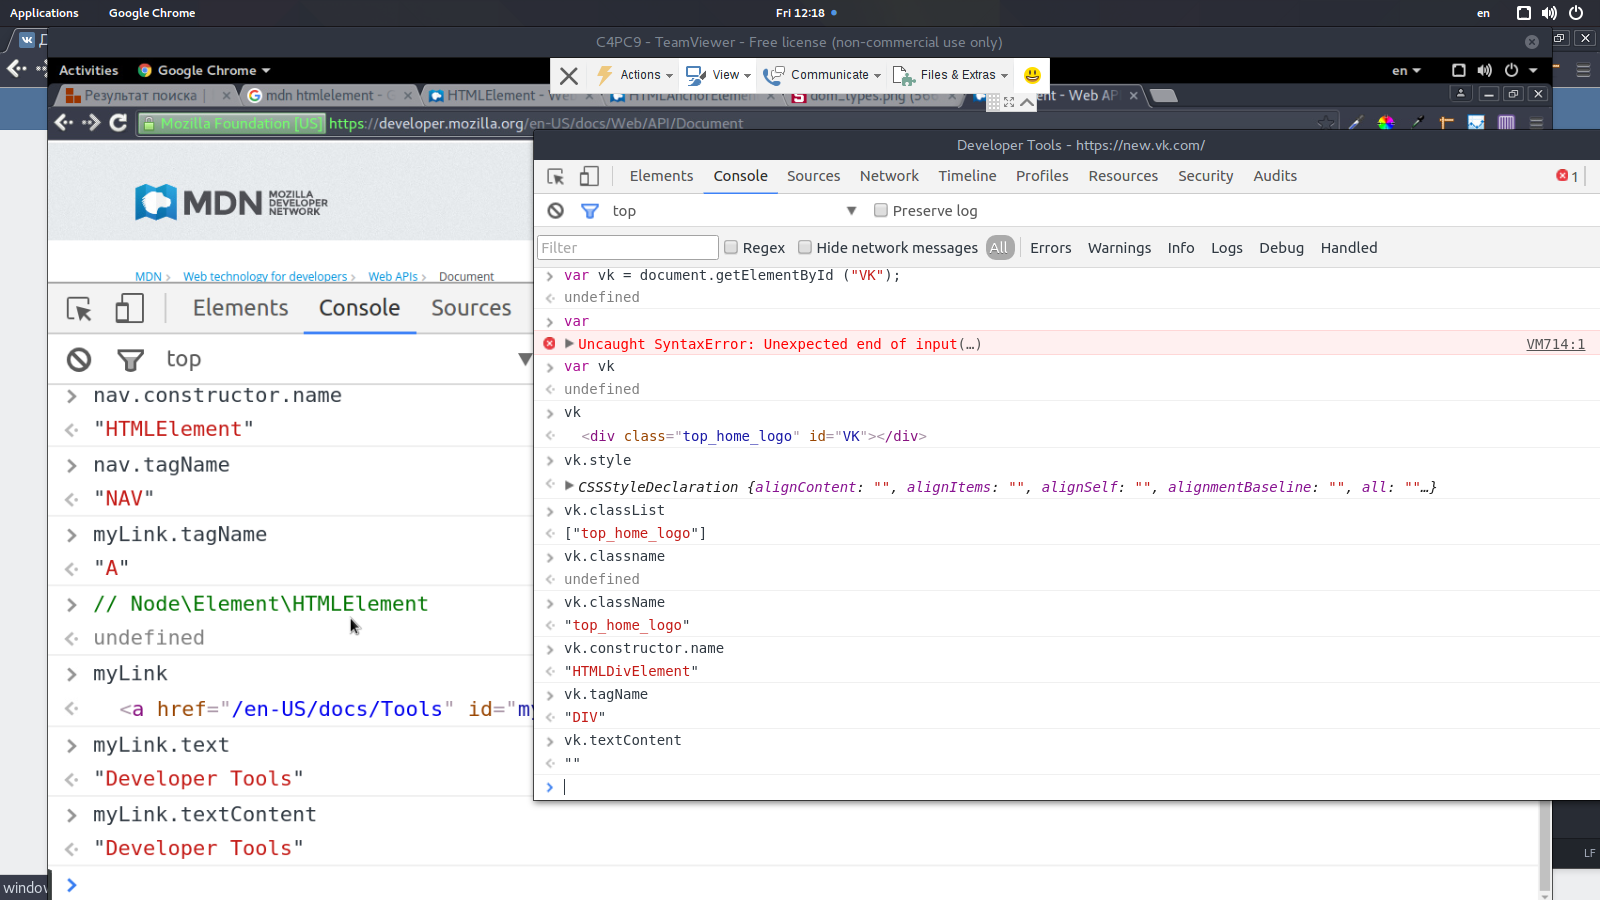 Applications Google Chrome Fri 12:18 en
C4PC9 - TeamViewer - Free license (non-commercial use only)
Activities Google Chrome en
Actions View Communicate Files & Extras
Результат поиска mdn htmlelement - HTMLElement - We HTMLAnchorElement dom_types.png (566 ent - Web AP
Mozilla Foundation [US] https://developer.mozilla.org/en-US/docs/Web/API/Document
MDN MOZILLA
DEVELOPER
NETWORK
MDN > Web technology for developers > Web APIs > Document
Elements Console Sources
top
nav.constructor.name
"HTMLElement"
nav.tagName
"NAV"
myLink.tagName
"A"
// Node\Element\HTMLElement
undefined
myLink
<a href="/en-US/docs/Tools" id="my
myLink.text
"Developer Tools"
myLink.textContent
"Developer Tools"
Developer Tools - https://new.vk.com/
Elements Console Sources Network Timeline Profiles Resources Security Audits 1
top Preserve log
Filter Regex Hide network messages All Errors Warnings Info Logs Debug Handled
var vk = document.getElementById ("VK");
undefined
var
Uncaught SyntaxError: Unexpected end of input(…) VM714:1
var vk
undefined
vk
<div class="top_home_logo" id="VK"></div>
vk.style
CSSStyleDeclaration {alignContent: "", alignItems: "", alignSelf: "", alignmentBaseline: "", all: ""…}
vk.classList
["top_home_logo"]
vk.classname
undefined
vk.className
"top_home_logo"
vk.constructor.name
"HTMLDivElement"
vk.tagName
"DIV"
vk.textContent
""
LF
window